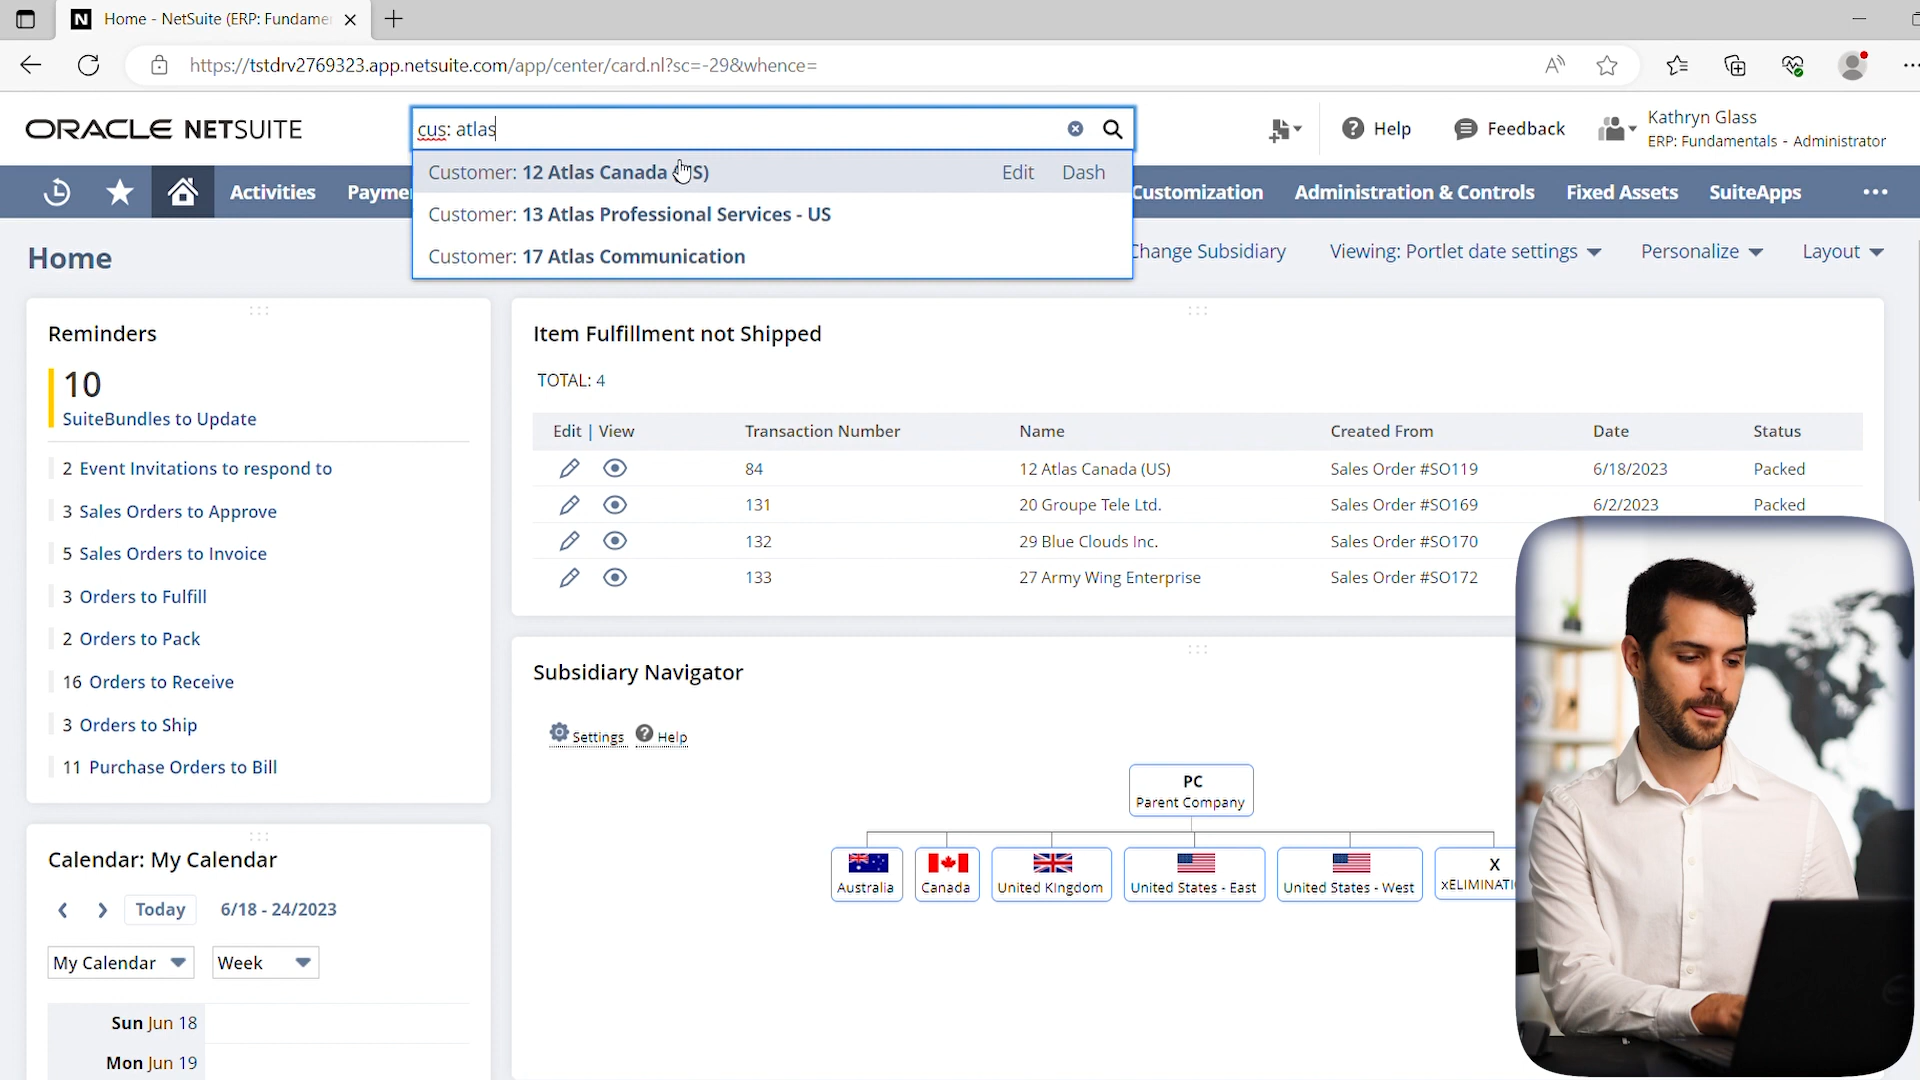 Home - NetSuite (ERP: Fundame
https://tstdrv2769323.app.netsuite.com/app/center/card.nl?sc=-29&whence=
ORACLE NETSUITE
cus: atlas
Help
Feedback
Kathryn Glass
ERP: Fundamentals - Administrator
Customer: 12 Atlas Canada (US) Edit Dash
Customer: 13 Atlas Professional Services - US
Customer: 17 Atlas Communication
Activities
Customization
Administration & Controls
Fixed Assets
SuiteApps
Home
Change Subsidiary
Viewing: Portlet date settings
Personalize
Layout
Reminders
10
SuiteBundles to Update
2 Event Invitations to respond to
3 Sales Orders to Approve
5 Sales Orders to Invoice
3 Orders to Fulfill
2 Orders to Pack
16 Orders to Receive
3 Orders to Ship
11 Purchase Orders to Bill
Item Fulfillment not Shipped
TOTAL: 4
Edit | View Transaction Number Name Created From Date Status
84 12 Atlas Canada (US) Sales Order #SO119 6/18/2023 Packed
131 20 Groupe Tele Ltd. Sales Order #SO169 6/2/2023 Packed
132 29 Blue Clouds Inc. Sales Order #SO170
133 27 Army Wing Enterprise Sales Order #SO172
Subsidiary Navigator
Settings Help
PC
Parent Company
Australia
Canada
United KIngdom
United States - East
United States - West
X
xELIMINATI
Calendar: My Calendar
Today 6/18 - 24/2023
My Calendar Week
Sun Jun 18
Mon Jun 19